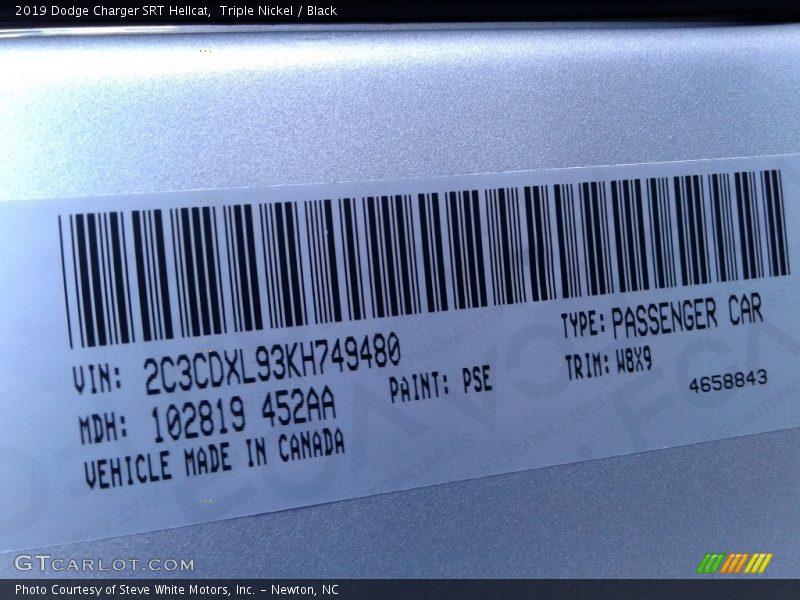 2019 Dodge Charger SRT Hellcat, Triple Nickel / Black
VIN: 2C3CDXL93KH749480
TYPE: PASSENGER CAR
MDH: 102819 452AA
PAINT: PSE
TRIM: W8X9
VEHICLE MADE IN CANADA
4658843
GTCARLOT.COM
Photo Courtesy of Steve White Motors, Inc. – Newton, NC